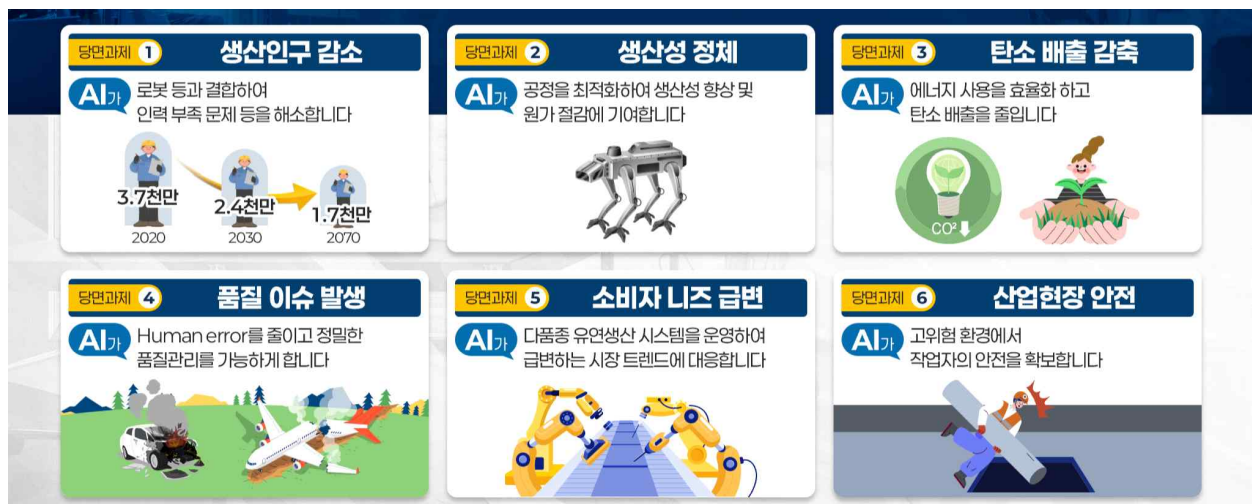 당면과제 1 생산인구 감소
AI가 로봇 등과 결합하여
인력 부족 문제 등을 해소합니다
3.7천만
2.4천만
1.7천만
2020
2030
2070
당면과제 2 생산성 정체
AI가 공정을 최적화하여 생산성 향상 및
원가 절감에 기여합니다
당면과제 3 탄소 배출 감축
AI가 에너지 사용을 효율화 하고
탄소 배출을 줄입니다
CO²
당면과제 4 품질 이슈 발생
AI가 Human error를 줄이고 정밀한
품질관리를 가능하게 합니다
당면과제 5 소비자 니즈 급변
AI가 다품종 유연생산 시스템을 운영하여
급변하는 시장 트렌드에 대응합니다
당면과제 6 산업현장 안전
AI가 고위험 환경에서
작업자의 안전을 확보합니다